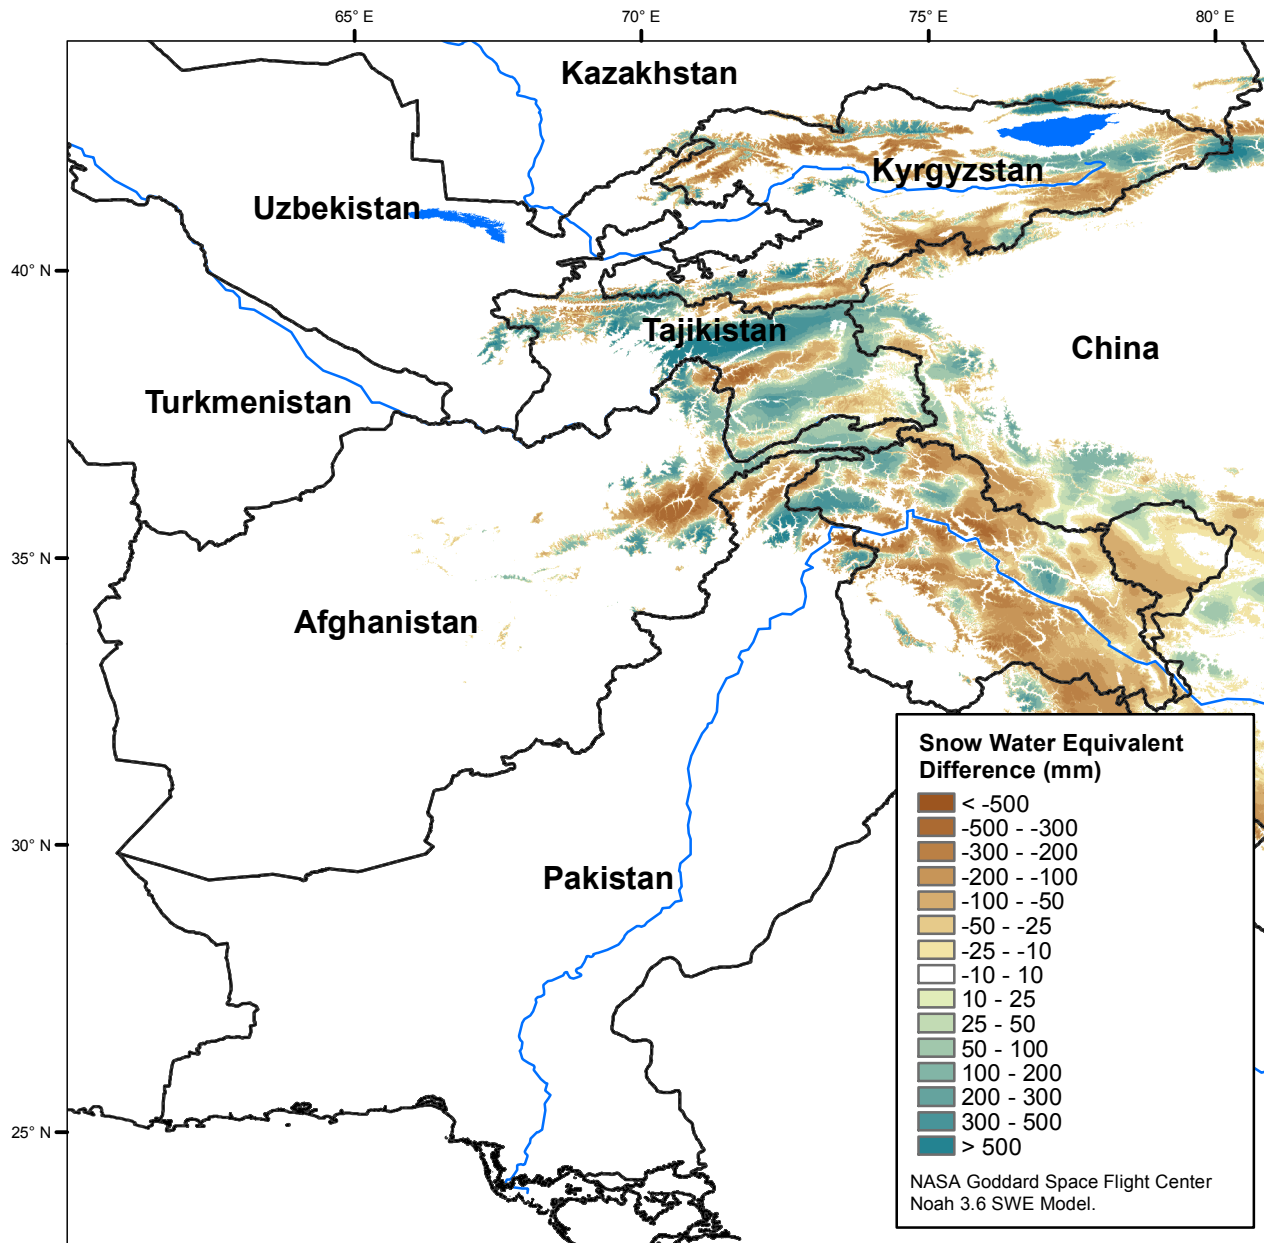 65° E 70° E 75° E 80° E
Kazakhstan
Kyrgyzstan
Uzbekistan
40° N
Tajikistan
China
Turkmenistan
35° N
Afghanistan
Snow Water Equivalent
Difference (mm)
< -500
-500 - -300
-300 - -200
-200 - -100
-100 - -50
-50 - -25
-25 - -10
-10 - 10
10 - 25
25 - 50
50 - 100
100 - 200
200 - 300
300 - 500
> 500
NASA Goddard Space Flight Center
Noah 3.6 SWE Model.
30° N
Pakistan
25° N